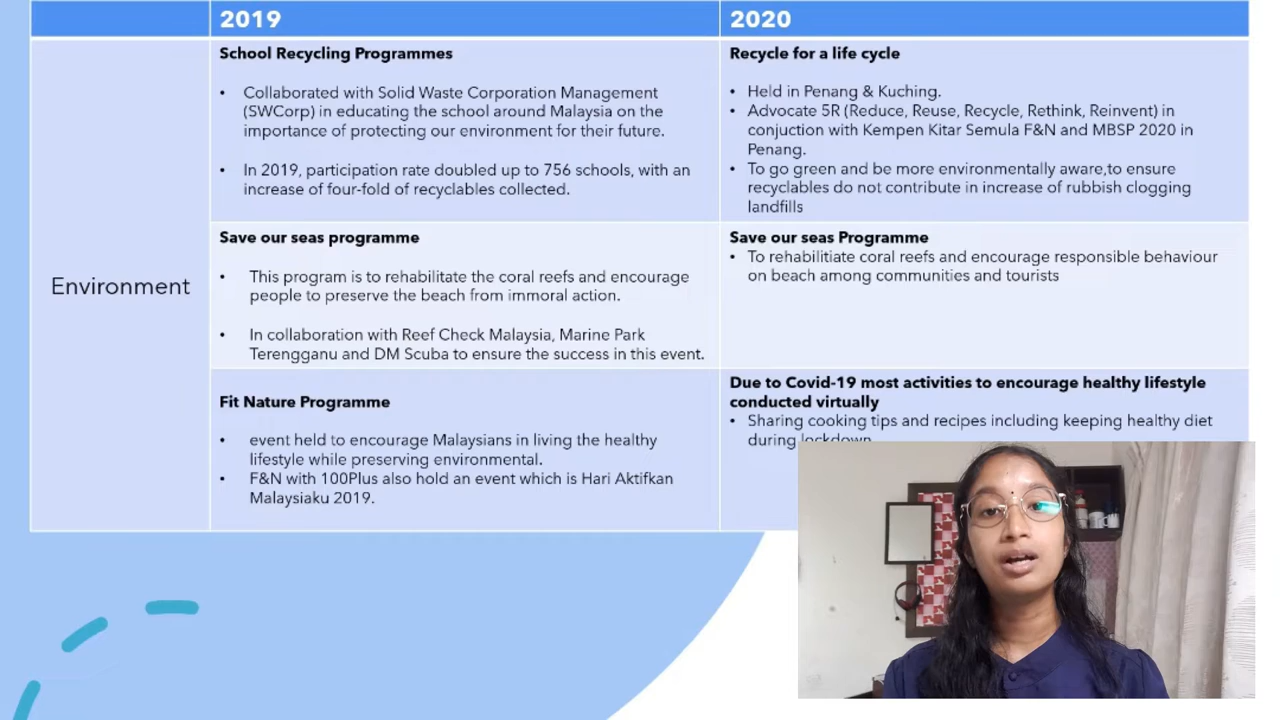 2019
2020
Environment
School Recycling Programmes
• Collaborated with Solid Waste Corporation Management
(SWCorp) in educating the school around Malaysia on the
importance of protecting our environment for their future.
• In 2019, participation rate doubled up to 756 schools, with an
increase of four-fold of recyclables collected.
Recycle for a life cycle
• Held in Penang & Kuching.
• Advocate 5R (Reduce, Reuse, Recycle, Rethink, Reinvent) in
conjuction with Kempen Kitar Semula F&N and MBSP 2020 in
Penang.
• To go green and be more environmentally aware,to ensure
recyclables do not contribute in increase of rubbish clogging
landfills
Save our seas programme
• This program is to rehabilitate the coral reefs and encourage
people to preserve the beach from immoral action.
• In collaboration with Reef Check Malaysia, Marine Park
Terengganu and DM Scuba to ensure the success in this event.
Save our seas Programme
• To rehabilitiate coral reefs and encourage responsible behaviour
on beach among communities and tourists
Fit Nature Programme
• event held to encourage Malaysians in living the healthy
lifestyle while preserving environmental.
• F&N with 100Plus also hold an event which is Hari Aktifkan
Malaysiaku 2019.
Due to Covid-19 most activities to encourage healthy lifestyle
conducted virtually
• Sharing cooking tips and recipes including keeping healthy diet
during lockdown